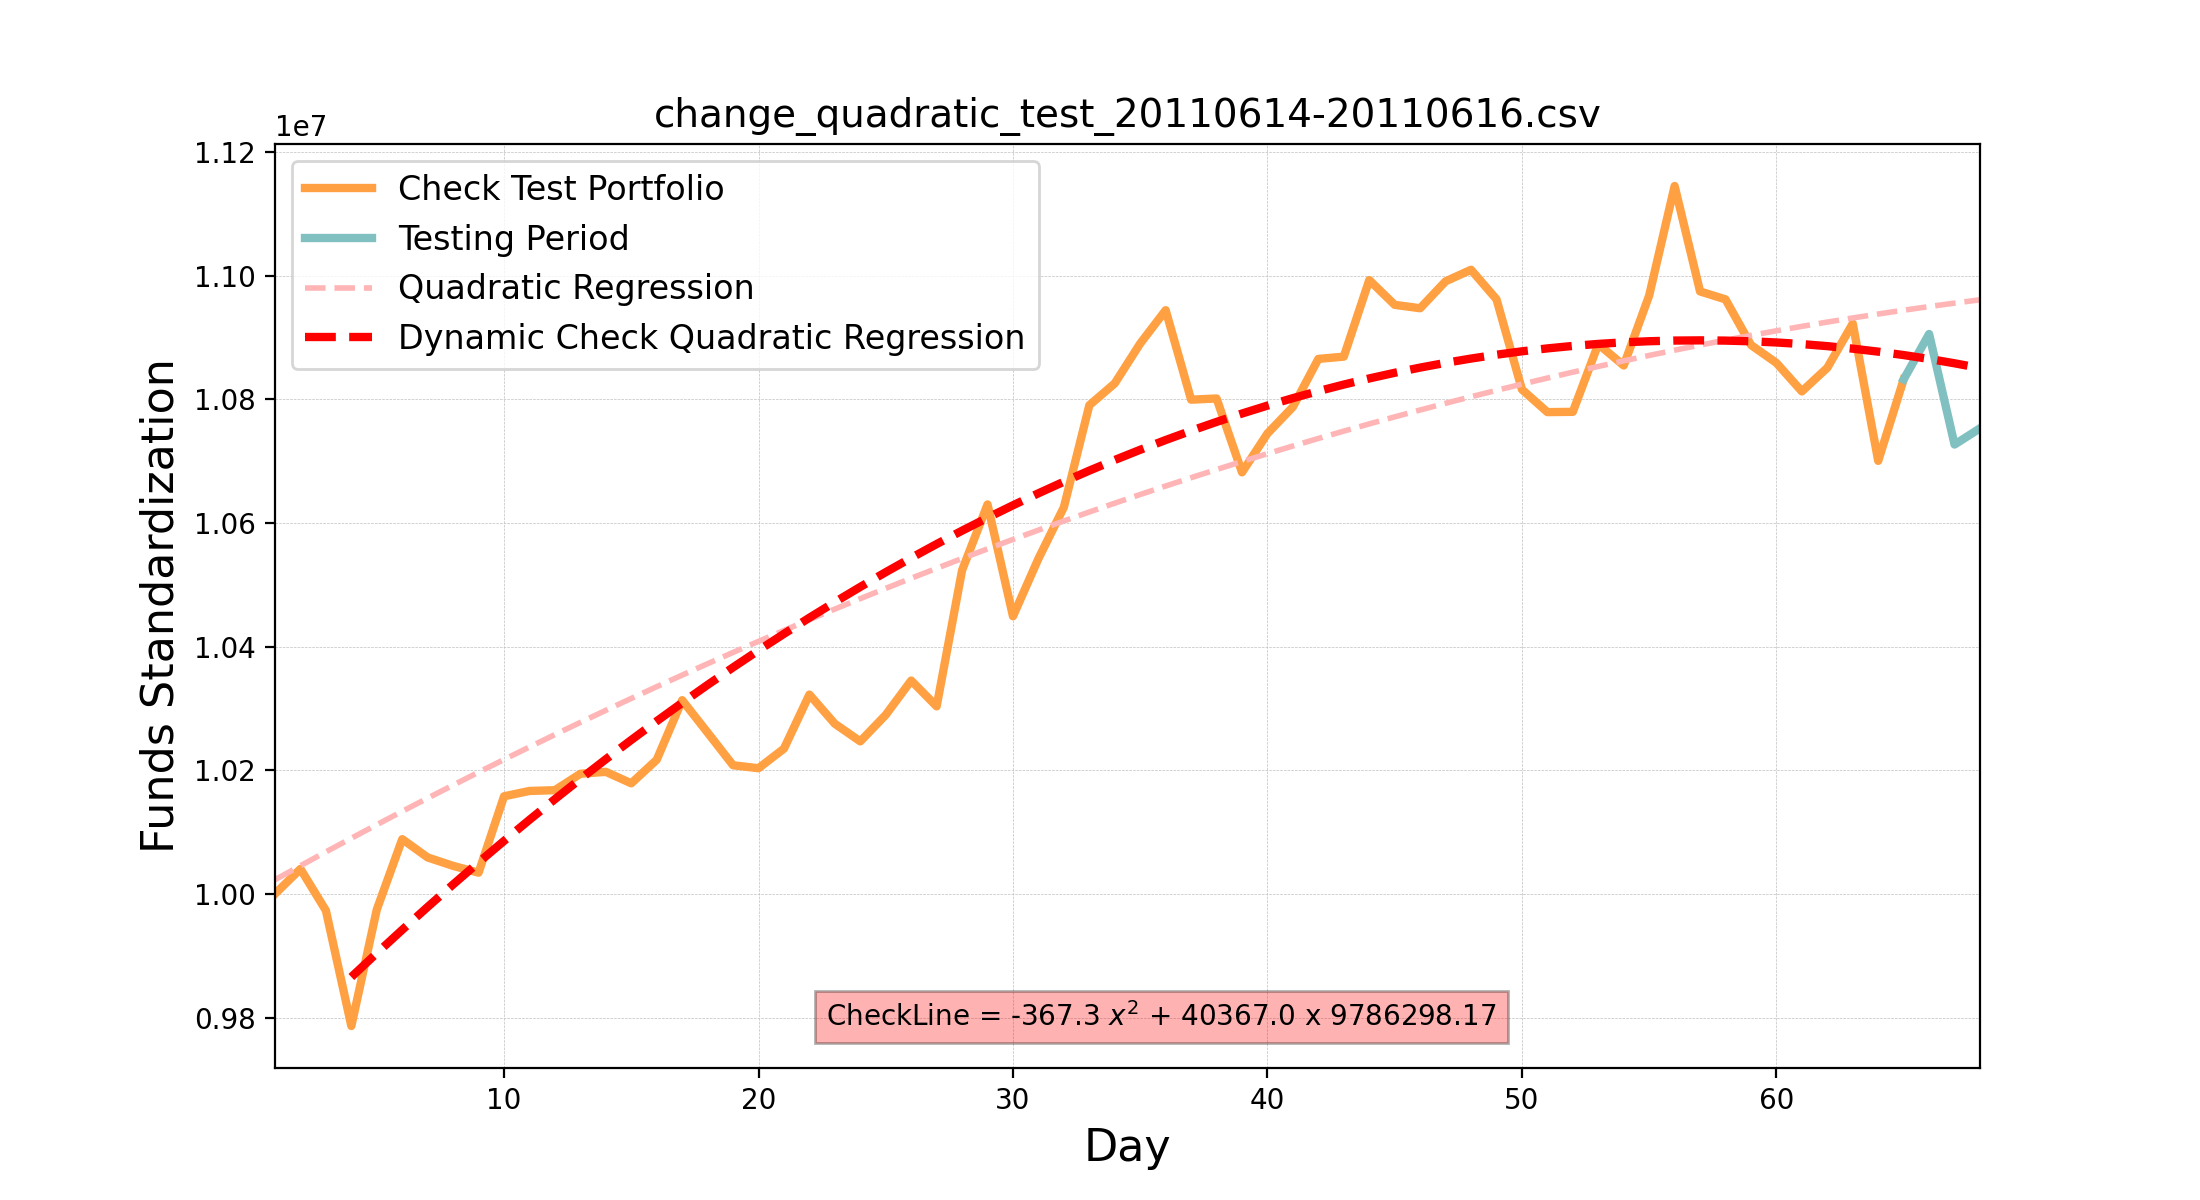 change_quadratic_test_20110614-20110616.csv
1e7
1.12
1.10
1.08
1.06
1.04
1.02
1.00
0.98
Funds Standardization
Check Test Portfolio
Testing Period
Quadratic Regression
Dynamic Check Quadratic Regression
CheckLine = -367.3 x² + 40367.0 x 9786298.17
10 20 30 40 50 60
Day